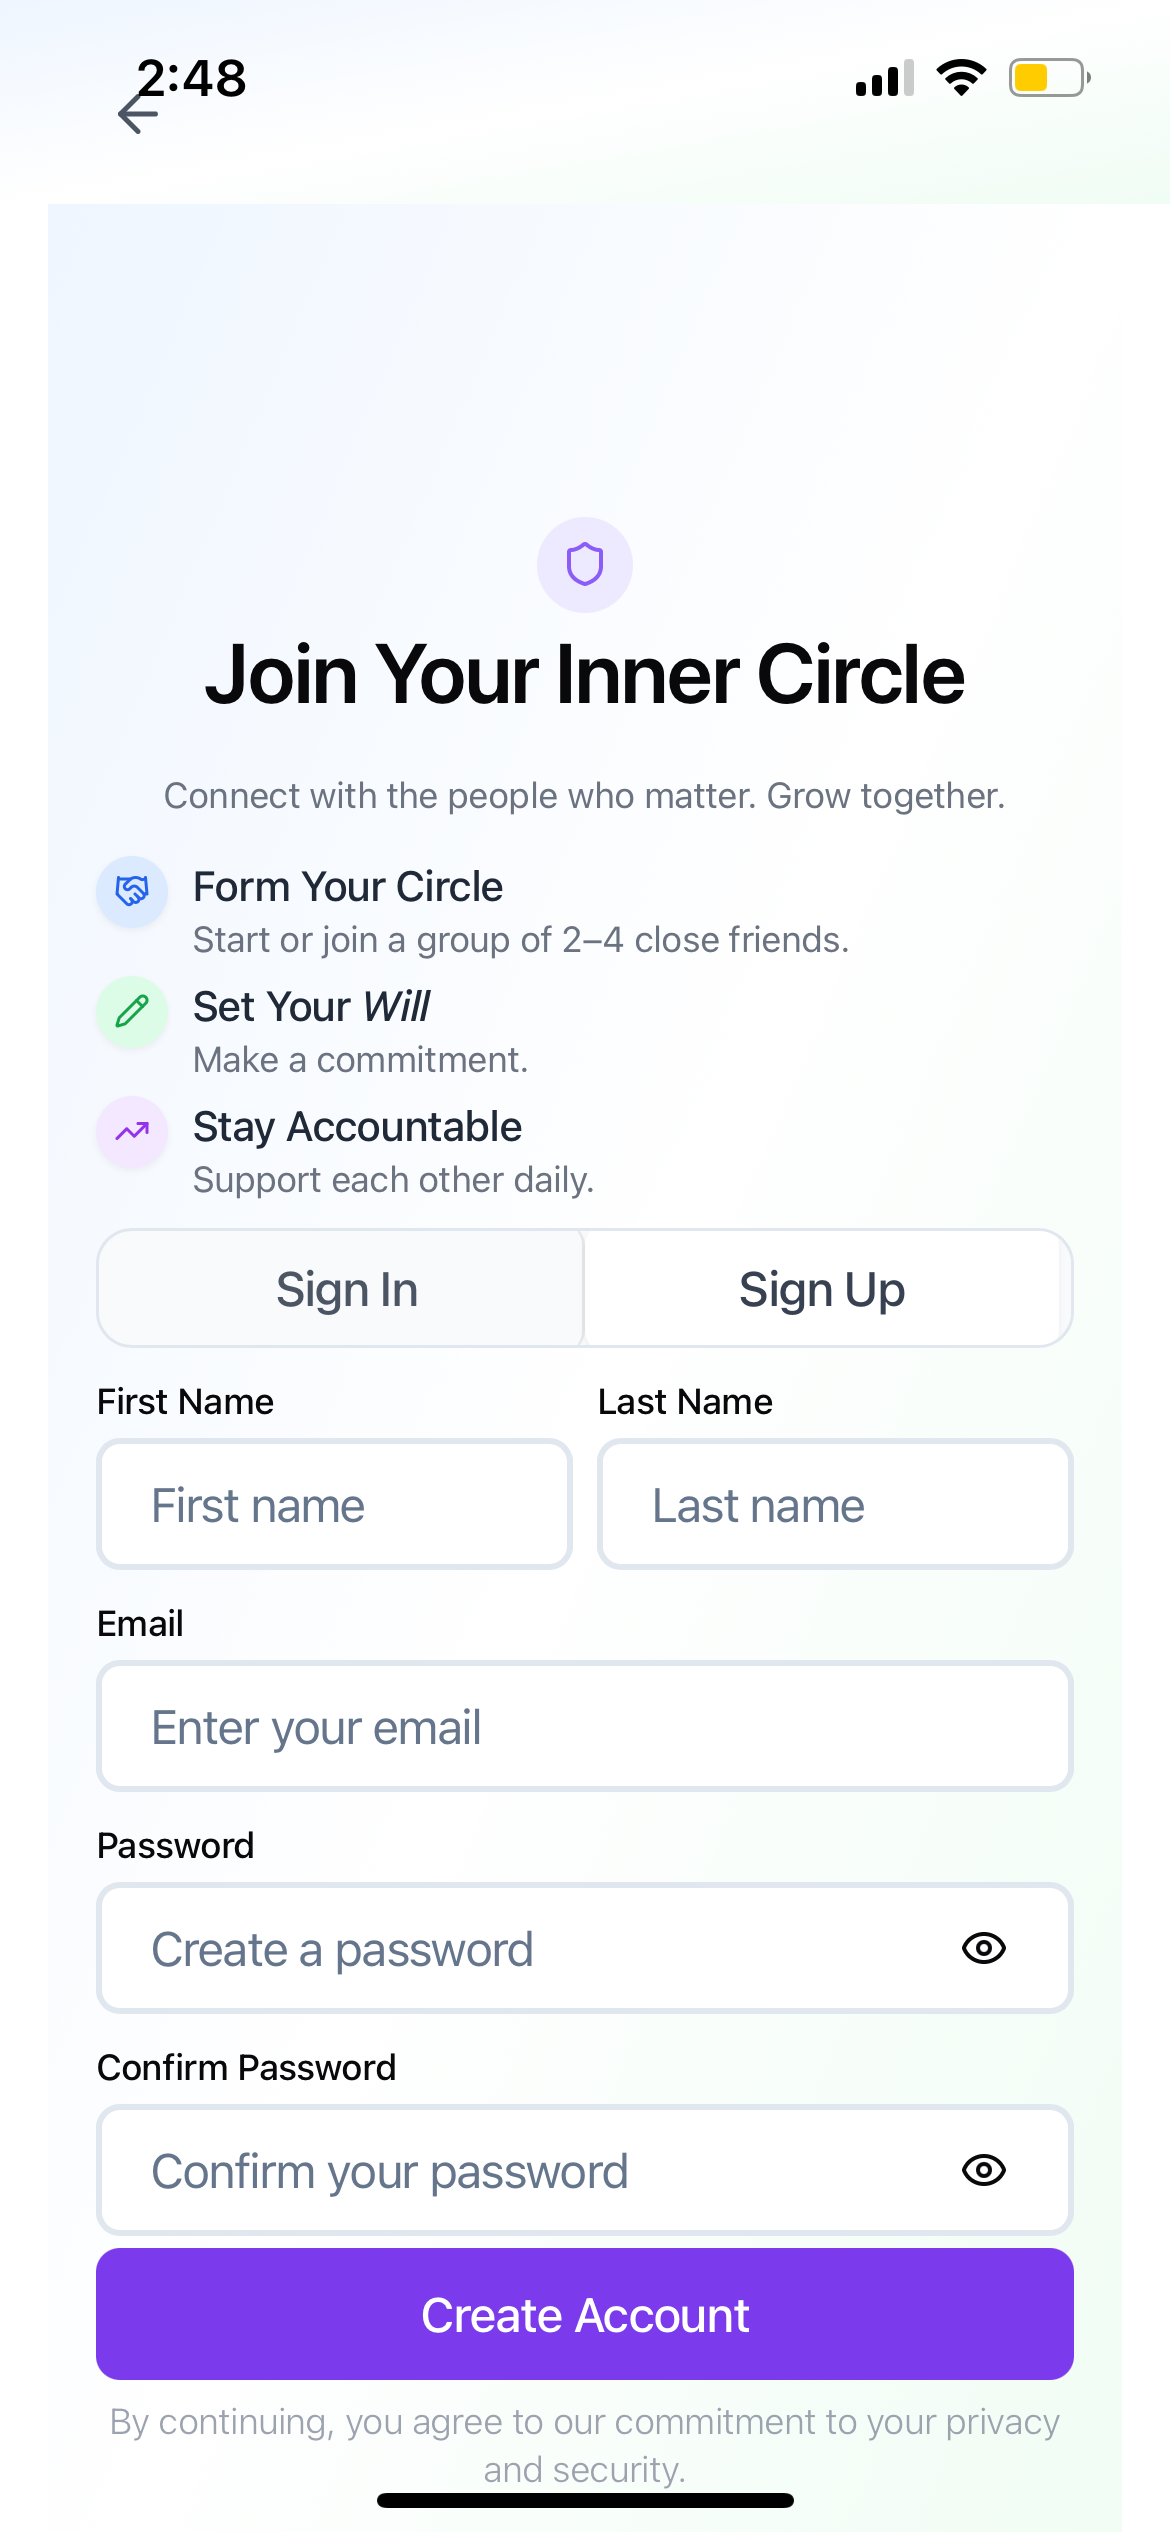 2:48
Join Your Inner Circle
Connect with the people who matter. Grow together.
Form Your Circle
Start or join a group of 2–4 close friends.
Set Your Will
Make a commitment.
Stay Accountable
Support each other daily.
Sign In Sign Up
First Name Last Name
First name Last name
Email
Enter your email
Password
Create a password
Confirm Password
Confirm your password
Create Account
By continuing, you agree to our commitment to your privacy
and security.